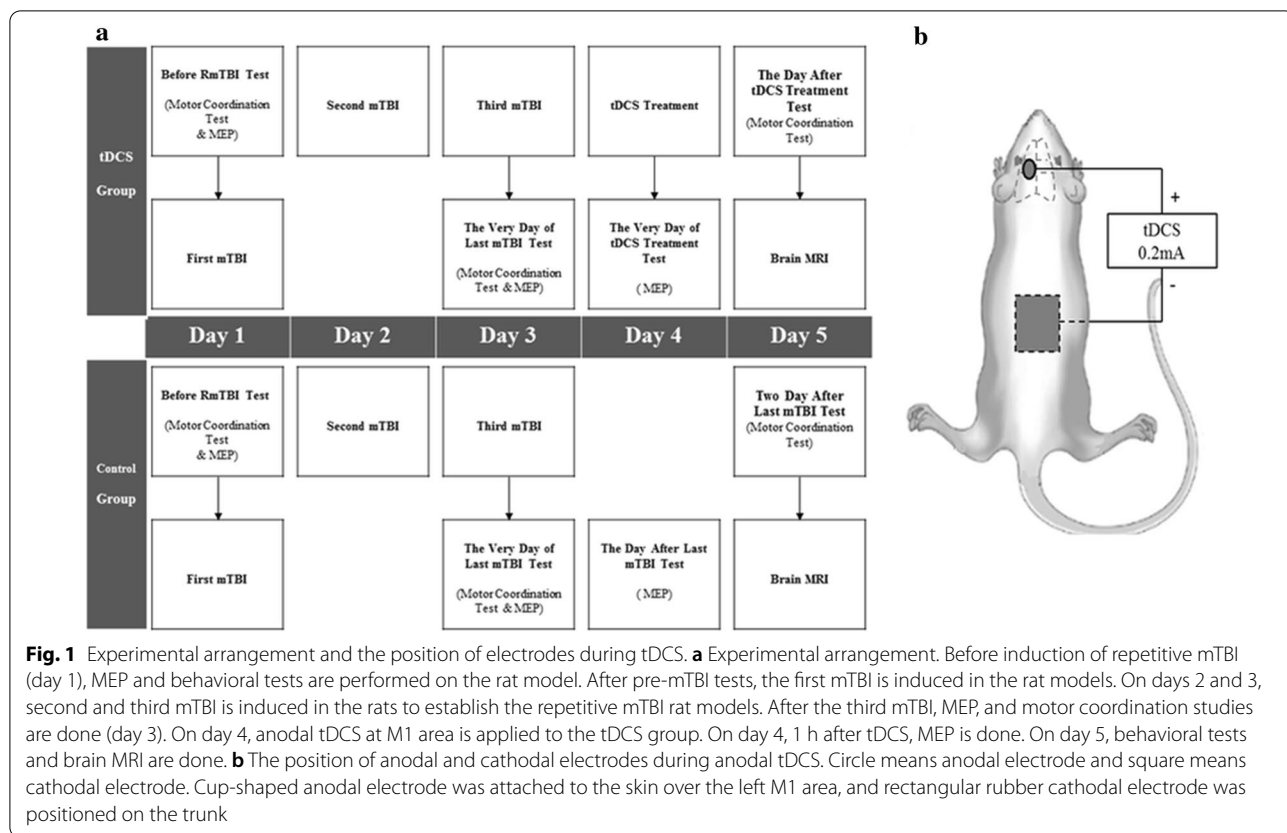 a
tDCS
Group
Before RmTBI Test
(Motor Coordination
Test
& MEP)
Second mTBI
Third mTBI
tDCS Treatment
The Day After
tDCS Treatment
Test
(Motor Coordination
Test)
First mTBI
The Very Day of
Last mTBI Test
(Motor Coordination
Test & MEP)
The Very Day of
tDCS Treatment
Test
( MEP)
Brain MRI
Day 1
Day 2
Day 3
Day 4
Day 5
Control
Group
Before RmTBI Test
(Motor Coordination
Test
& MEP)
Second mTBI
Third mTBI
Two Day After
Last mTBI Test
(Motor Coordination
Test)
First mTBI
The Very Day of
Last mTBI Test
(Motor Coordination
Test & MEP)
The Day After Last
mTBI Test
( MEP)
Brain MRI
b
+
tDCS
0.2mA
-
Fig. 1 Experimental arrangement and the position of electrodes during tDCS. a Experimental arrangement. Before induction of repetitive mTBI
(day 1), MEP and behavioral tests are performed on the rat model. After pre-mTBI tests, the first mTBI is induced in the rat models. On days 2 and 3,
second and third mTBI is induced in the rats to establish the repetitive mTBI rat models. After the third mTBI, MEP, and motor coordination studies
are done (day 3). On day 4, anodal tDCS at M1 area is applied to the tDCS group. On day 4, 1 h after tDCS, MEP is done. On day 5, behavioral tests
and brain MRI are done. b The position of anodal and cathodal electrodes during anodal tDCS. Circle means anodal electrode and square means
cathodal electrode. Cup-shaped anodal electrode was attached to the skin over the left M1 area, and rectangular rubber cathodal electrode was
positioned on the trunk